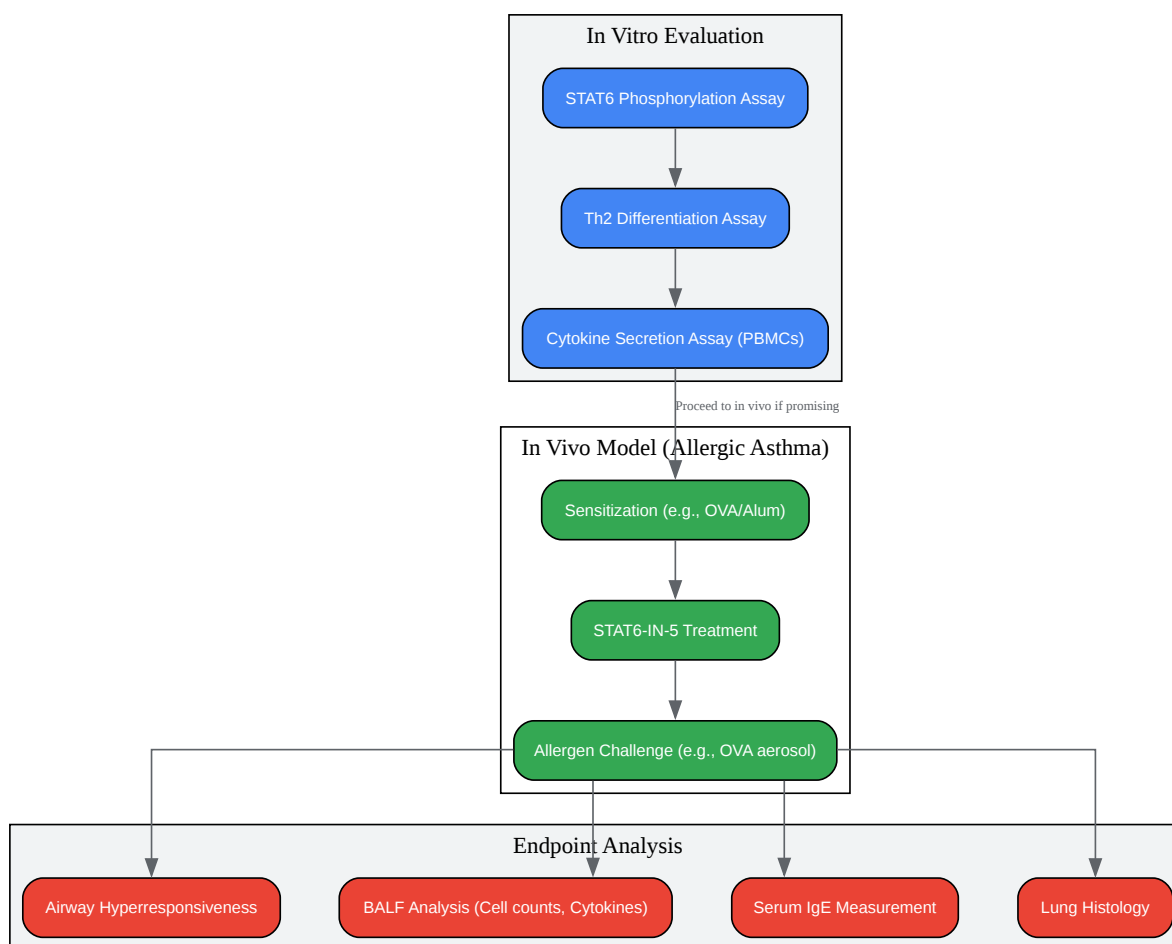 In Vitro Evaluation
STAT6 Phosphorylation Assay
Th2 Differentiation Assay
Cytokine Secretion Assay (PBMCs)
Proceed to in vivo if promising
In Vivo Model (Allergic Asthma)
Sensitization (e.g., OVA/Alum)
STAT6-IN-5 Treatment
Allergen Challenge (e.g., OVA aerosol)
Endpoint Analysis
Airway Hyperresponsiveness
BALF Analysis (Cell counts, Cytokines)
Serum IgE Measurement
Lung Histology